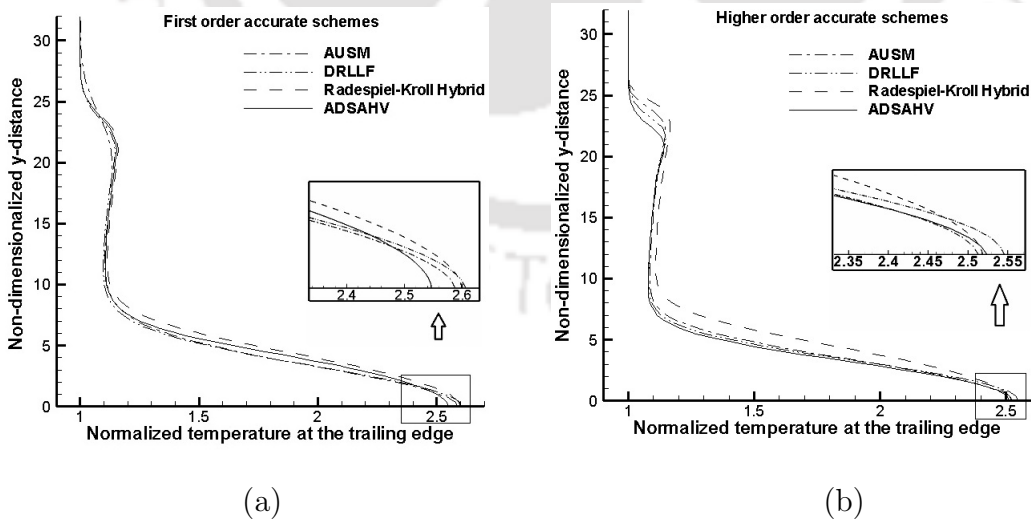 First order accurate schemes
AUSM
DRLLF
Radespiel-Kroll Hybrid
ADSAHV
Non-dimensionalized y-distance
30
25
20
15
10
5
0
2.4 2.5 2.6
1 1.5 2 2.5
Normalized temperature at the trailing edge
(a)
Higher order accurate schemes
AUSM
DRLLF
Radespiel-Kroll Hybrid
ADSAHV
Non-dimensionalized y-distance
30
25
20
15
10
5
0
2.35 2.4 2.45 2.5 2.55
1 1.5 2 2.5
Normalized temperature at the trailing edge
(b)